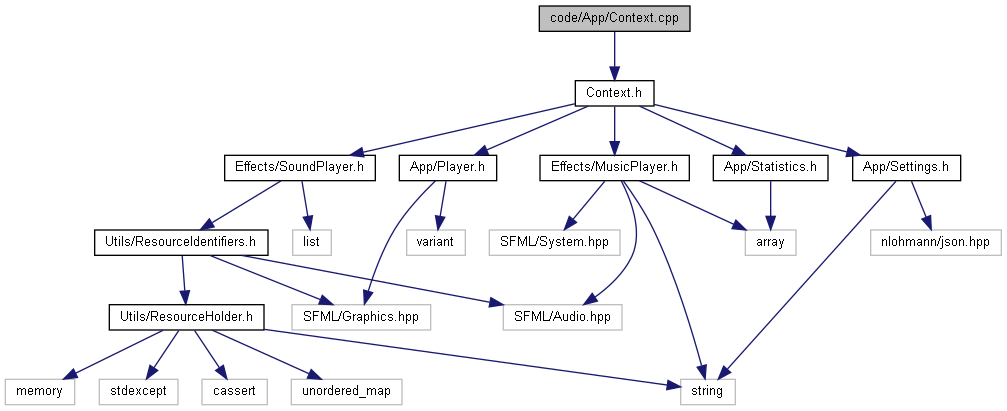 code/App/Context.cpp
Context.h
Effects/SoundPlayer.h
App/Player.h
Effects/MusicPlayer.h
App/Statistics.h
App/Settings.h
Utils/ResourceIdentifiers.h
list
variant
SFML/System.hpp
array
nlohmann/json.hpp
Utils/ResourceHolder.h
SFML/Graphics.hpp
SFML/Audio.hpp
memory
stdexcept
cassert
unordered_map
string